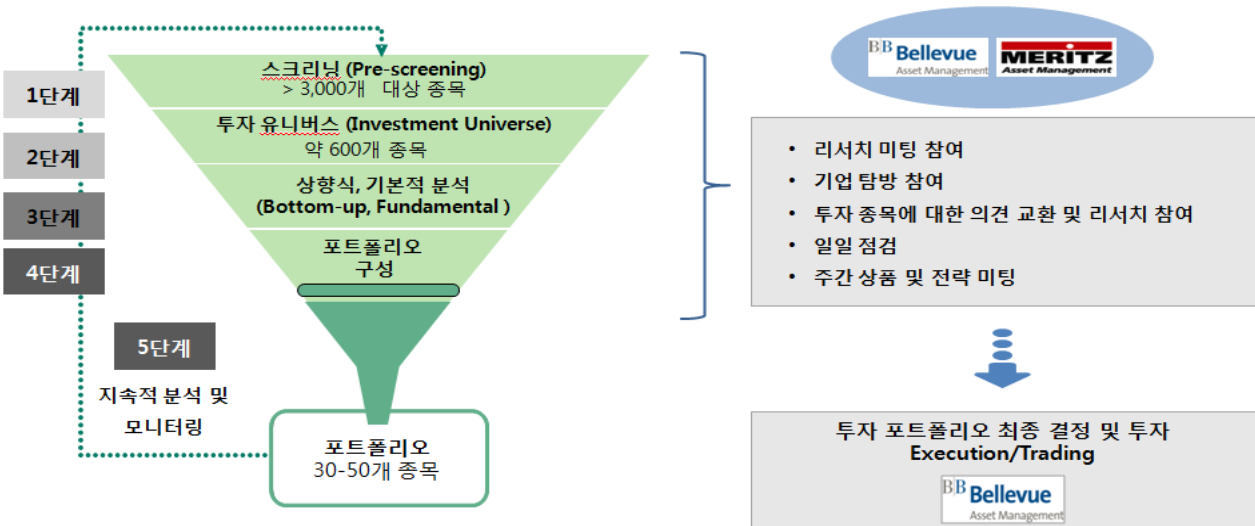 스크리닝 (Pre-screening)
> 3,000개 대상 종목
1단계
투자 유니버스 (Investment Universe)
약 600개 종목
2단계
상향식, 기본적 분석
(Bottom-up, Fundamental )
3단계
포트폴리오
구성
4단계
5단계
지속적 분석 및
모니터링
포트폴리오
30-50개 종목
BB Bellevue
Asset Management
MERITZ
Asset Management
• 리서치 미팅 참여
• 기업 탐방 참여
• 투자 종목에 대한 의견 교환 및 리서치 참여
• 일일 점검
• 주간 상품 및 전략 미팅
투자 포트폴리오 최종 결정 및 투자
Execution/Trading
BB Bellevue
Asset Management